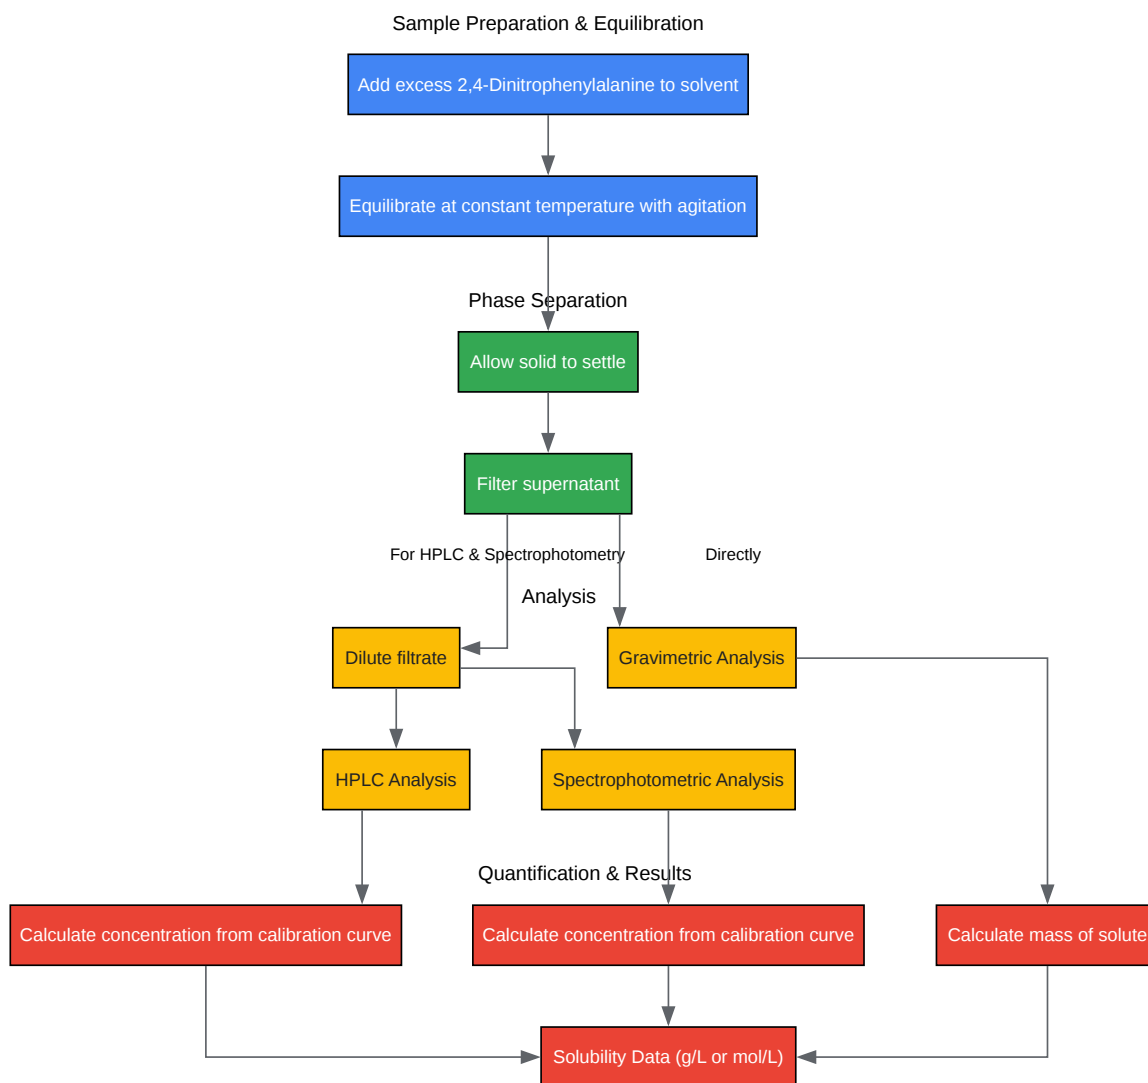 Sample Preparation & Equilibration
Add excess 2,4-Dinitrophenylalanine to solvent
Equilibrate at constant temperature with agitation
Phase Separation
Allow solid to settle
Filter supernatant
For HPLC & Spectrophotometry
Directly
Analysis
Dilute filtrate
Gravimetric Analysis
HPLC Analysis
Spectrophotometric Analysis
Quantification & Results
Calculate concentration from calibration curve
Calculate concentration from calibration curve
Calculate mass of solute
Solubility Data (g/L or mol/L)